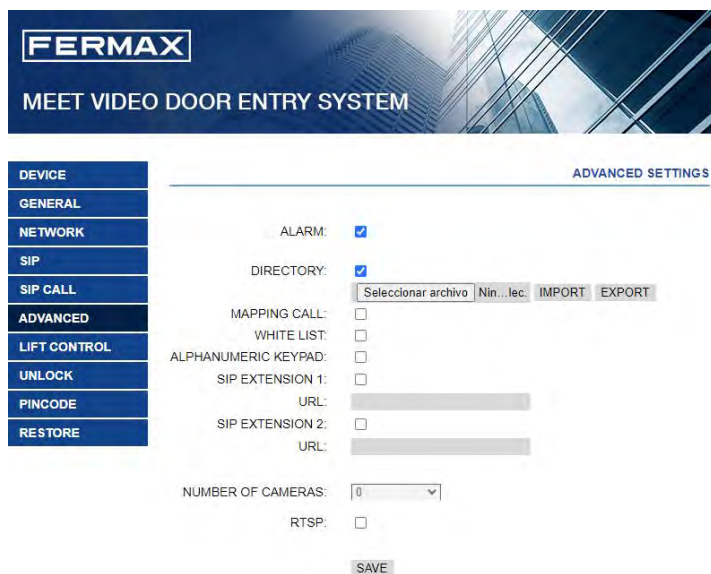 FERMAX
MEET VIDEO DOOR ENTRY SYSTEM
DEVICE
GENERAL
NETWORK
SIP
SIP CALL
ADVANCED
LIFT CONTROL
UNLOCK
PINCODE
RESTORE
ADVANCED SETTINGS
ALARM:
DIRECTORY:
Seleccionar archivo Nin...lec. IMPORT EXPORT
MAPPING CALL:
WHITE LIST:
ALPHANUMERIC KEYPAD:
SIP EXTENSION 1:
URL:
SIP EXTENSION 2:
URL:
NUMBER OF CAMERAS: 0
RTSP:
SAVE